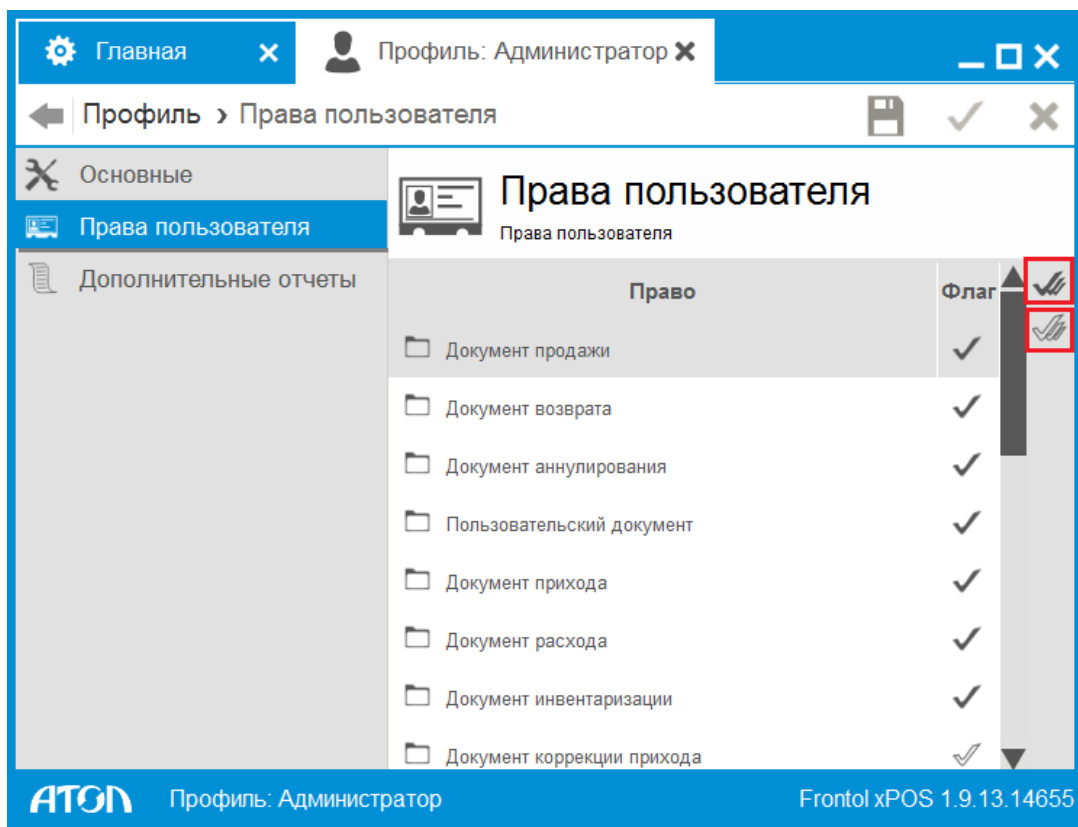 Главная
Профиль: Администратор
Профиль › Права пользователя
Основные
Права пользователя
Дополнительные отчеты
Права пользователя
Права пользователя
Право Флаг
Документ продажи
Документ возврата
Документ аннулирования
Пользовательский документ
Документ прихода
Документ расхода
Документ инвентаризации
Документ коррекции прихода
АТОЛ Профиль: Администратор Frontol xPOS 1.9.13.14655